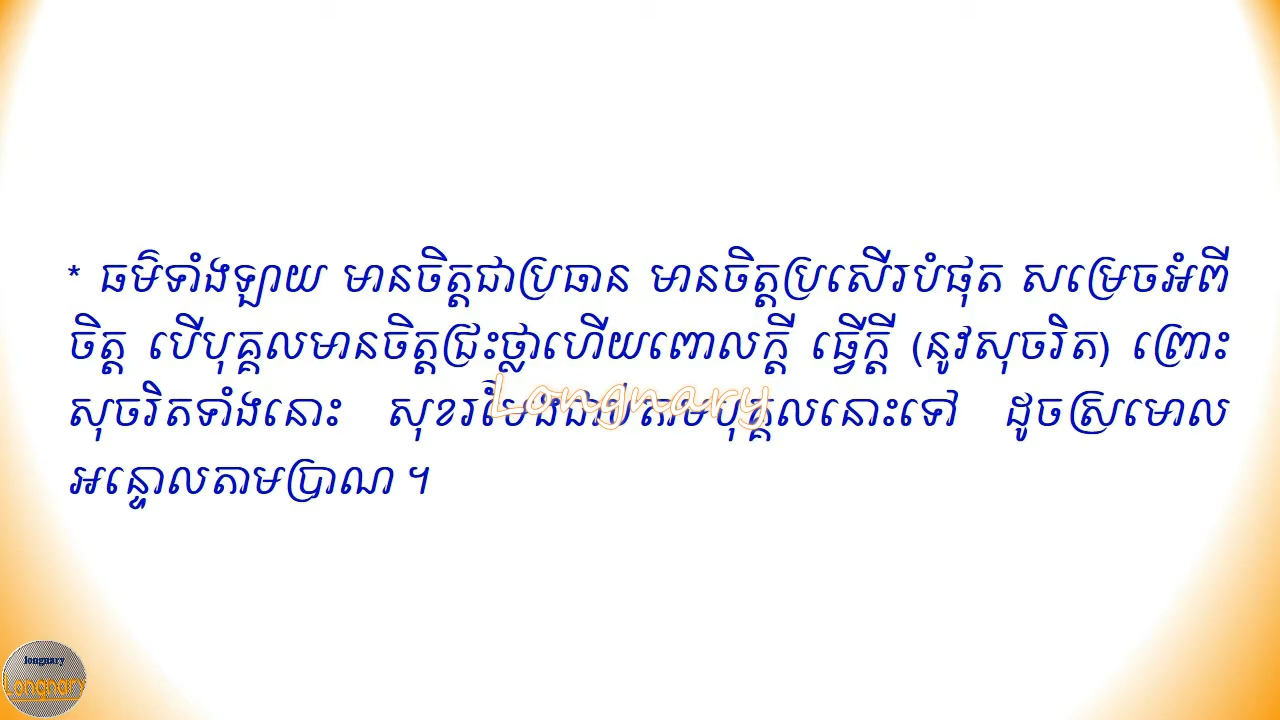 * ធម៌ទាំងឡាយ មានចិត្តជាប្រធាន មានចិត្តប្រសើរបំផុត សម្រេចអំពី
ចិត្ត បើបុគ្គលមានចិត្តជ្រះថ្លាហើយពោលក្តី ធ្វើក្តី (នូវសុចរិត) ព្រោះ
សុចរិតទាំងនោះ សុខរមែងជាប់តាមបុគ្គលនោះទៅ ដូចស្រមោល
Longnary
អន្ទោលតាមប្រាណ ។
longnary
Longnary